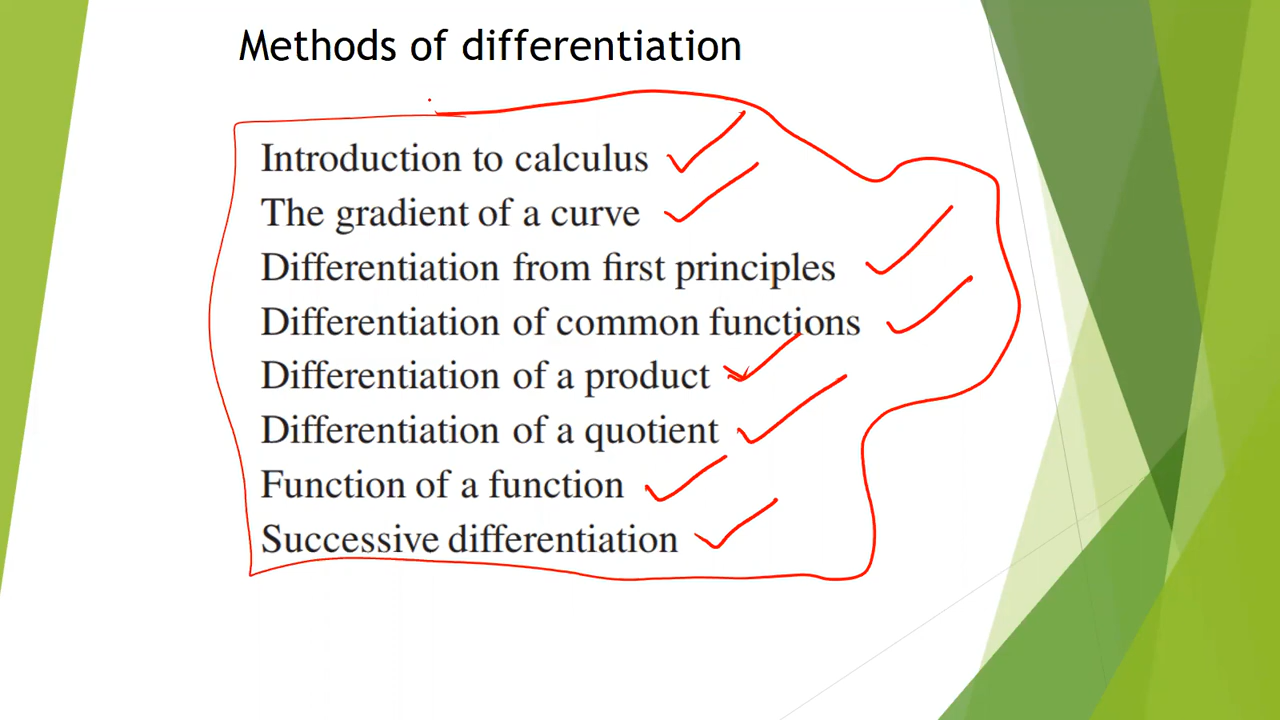 Methods of differentiation
Introduction to calculus
The gradient of a curve
Differentiation from first principles
Differentiation of common functions
Differentiation of a product
Differentiation of a quotient
Function of a function
Successive differentiation